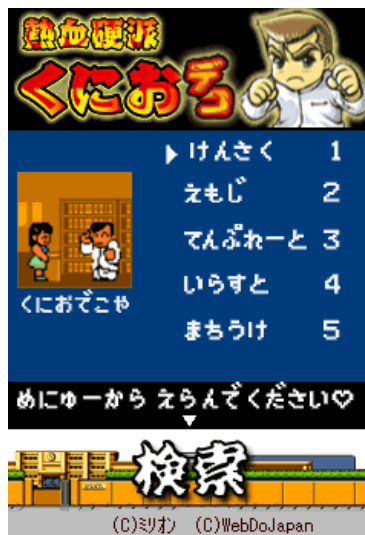 熱血硬派
くにおデコ
けんさく 1
えもじ 2
てんぷれーと 3
いらすと 4
まちうけ 5
くにおでこや
めにゅーから えらんでください♡
検索
(C)ミリオン (C)WebDoJapan